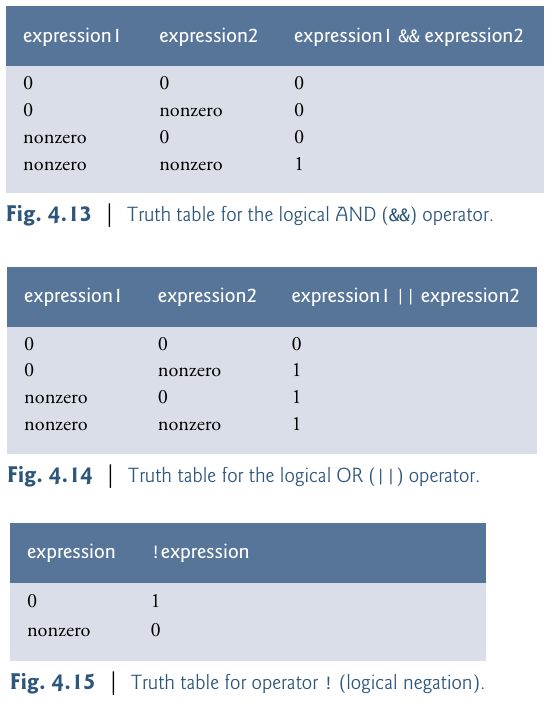 expression1 expression2 expression1 && expression2
0 0 0
0 nonzero 0
nonzero 0 0
nonzero nonzero 1
Fig. 4.13 | Truth table for the logical AND (&&) operator.
expression1 expression2 expression1 || expression2
0 0 0
0 nonzero 1
nonzero 0 1
nonzero nonzero 1
Fig. 4.14 | Truth table for the logical OR (||) operator.
expression !expression
0 1
nonzero 0
Fig. 4.15 | Truth table for operator ! (logical negation).